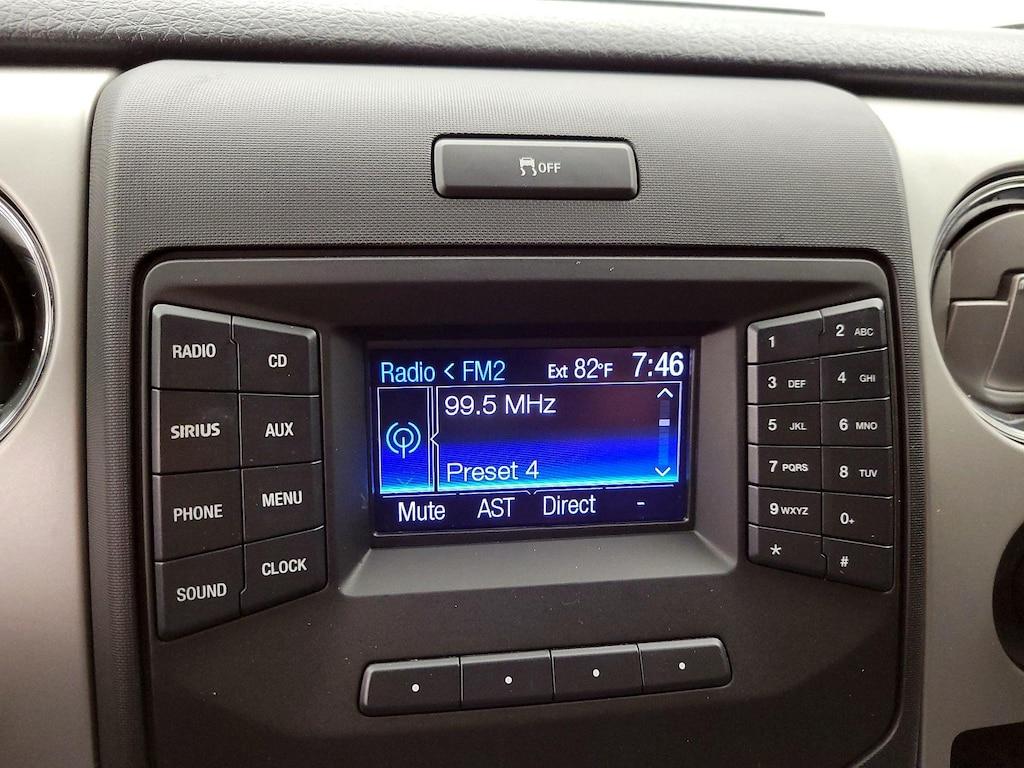 OFF
RADIO
CD
SIRIUS
AUX
PHONE
MENU
SOUND
CLOCK
Radio < FM2 Ext 82°F 7:46
99.5 MHz
Preset 4
Mute AST Direct -
1
2 ABC
3 DEF
4 GHI
5 JKL
6 MNO
7 PQRS
8 TUV
9 WXYZ
0+
*
#